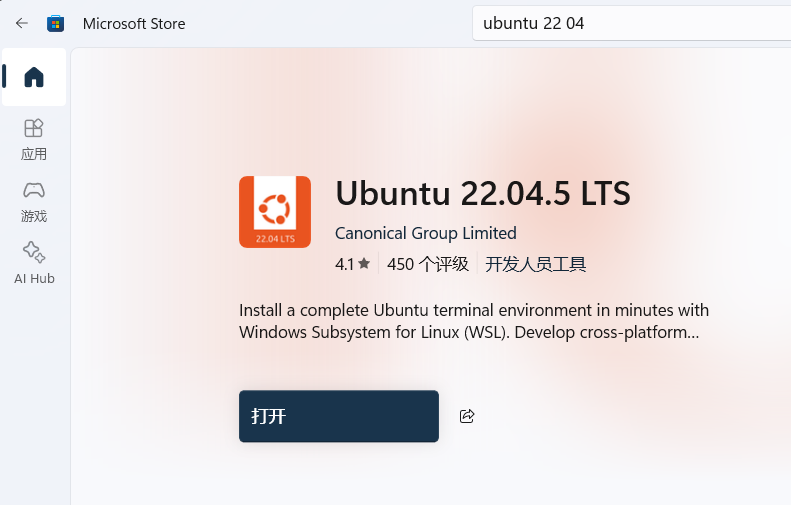 Microsoft Store
ubuntu 22 04
应用
游戏
AI Hub
22.04 LTS
Ubuntu 22.04.5 LTS
Canonical Group Limited
4.1★ 450 个评级 开发人员工具
Install a complete Ubuntu terminal environment in minutes with
Windows Subsystem for Linux (WSL). Develop cross-platform...
打开